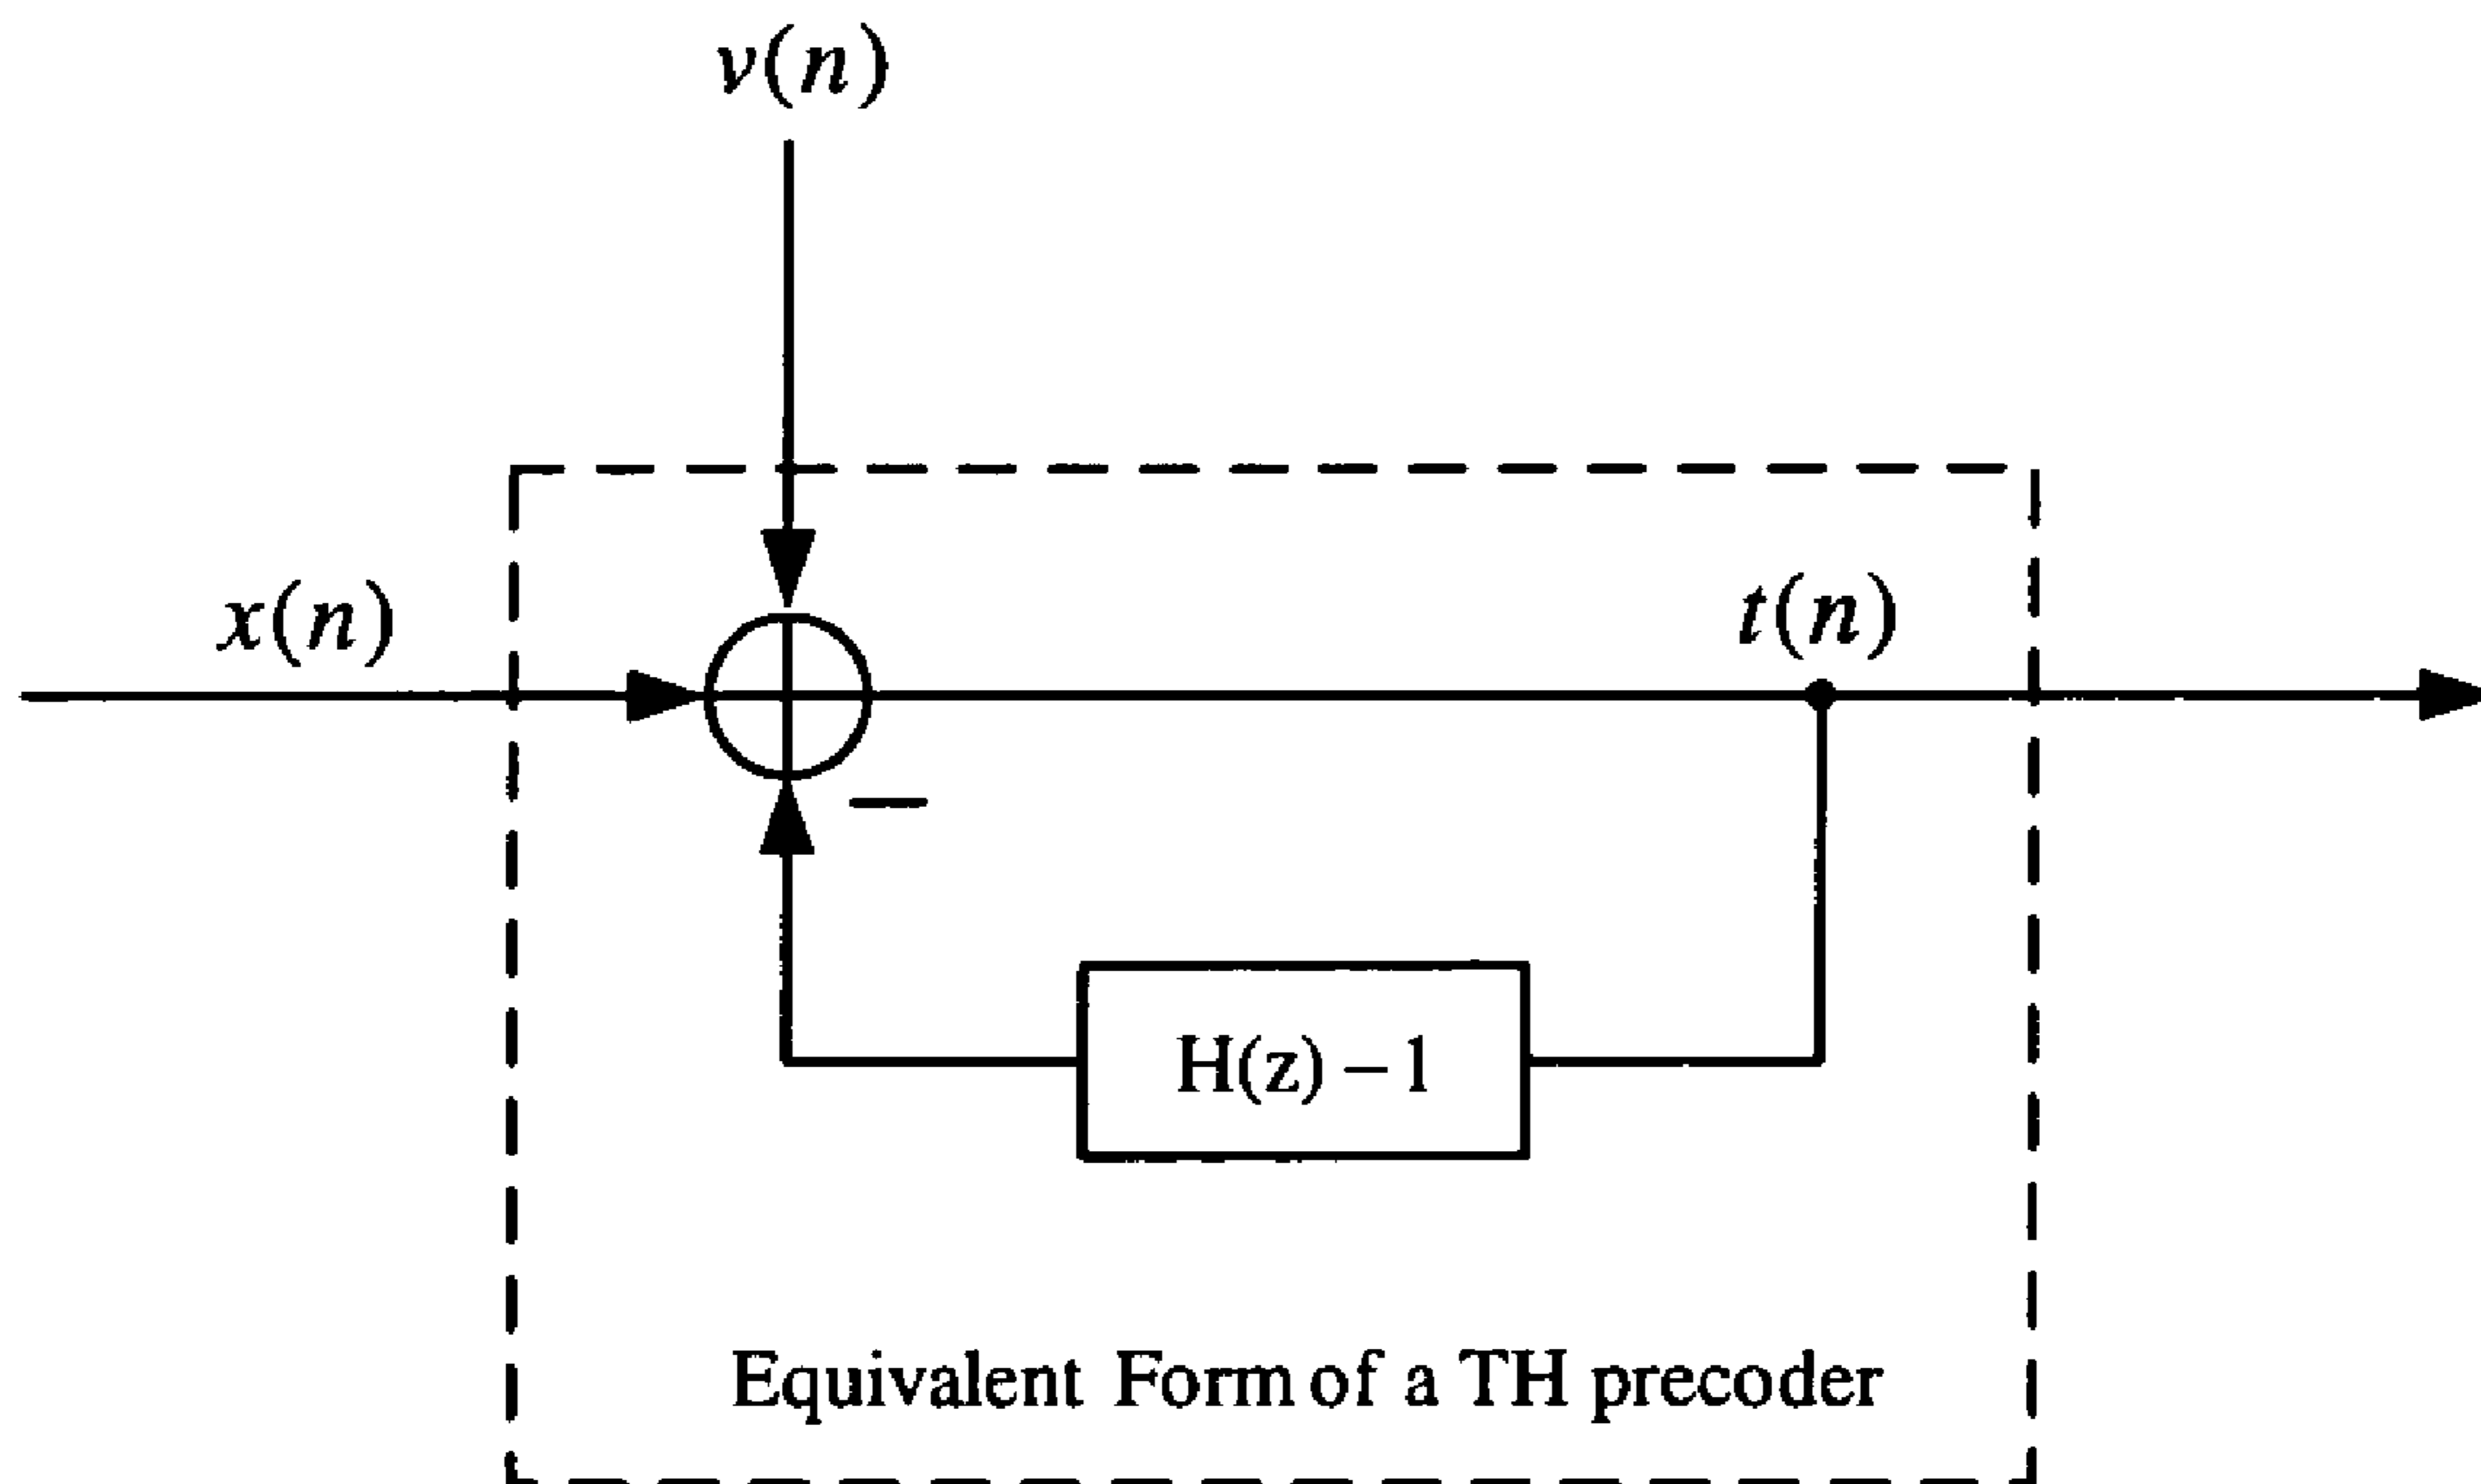 v(n)
x(n)
t(n)
−
H(z) − 1
Equivalent Form of a TH precoder